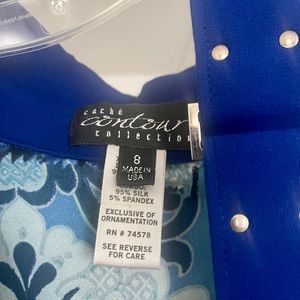 caché
contour
collection
8
MADE IN
USA
COMBO:
95% SILK
5% SPANDEX
EXCLUSIVE OF
ORNAMENTATION
RN # 74578
SEE REVERSE
FOR CARE